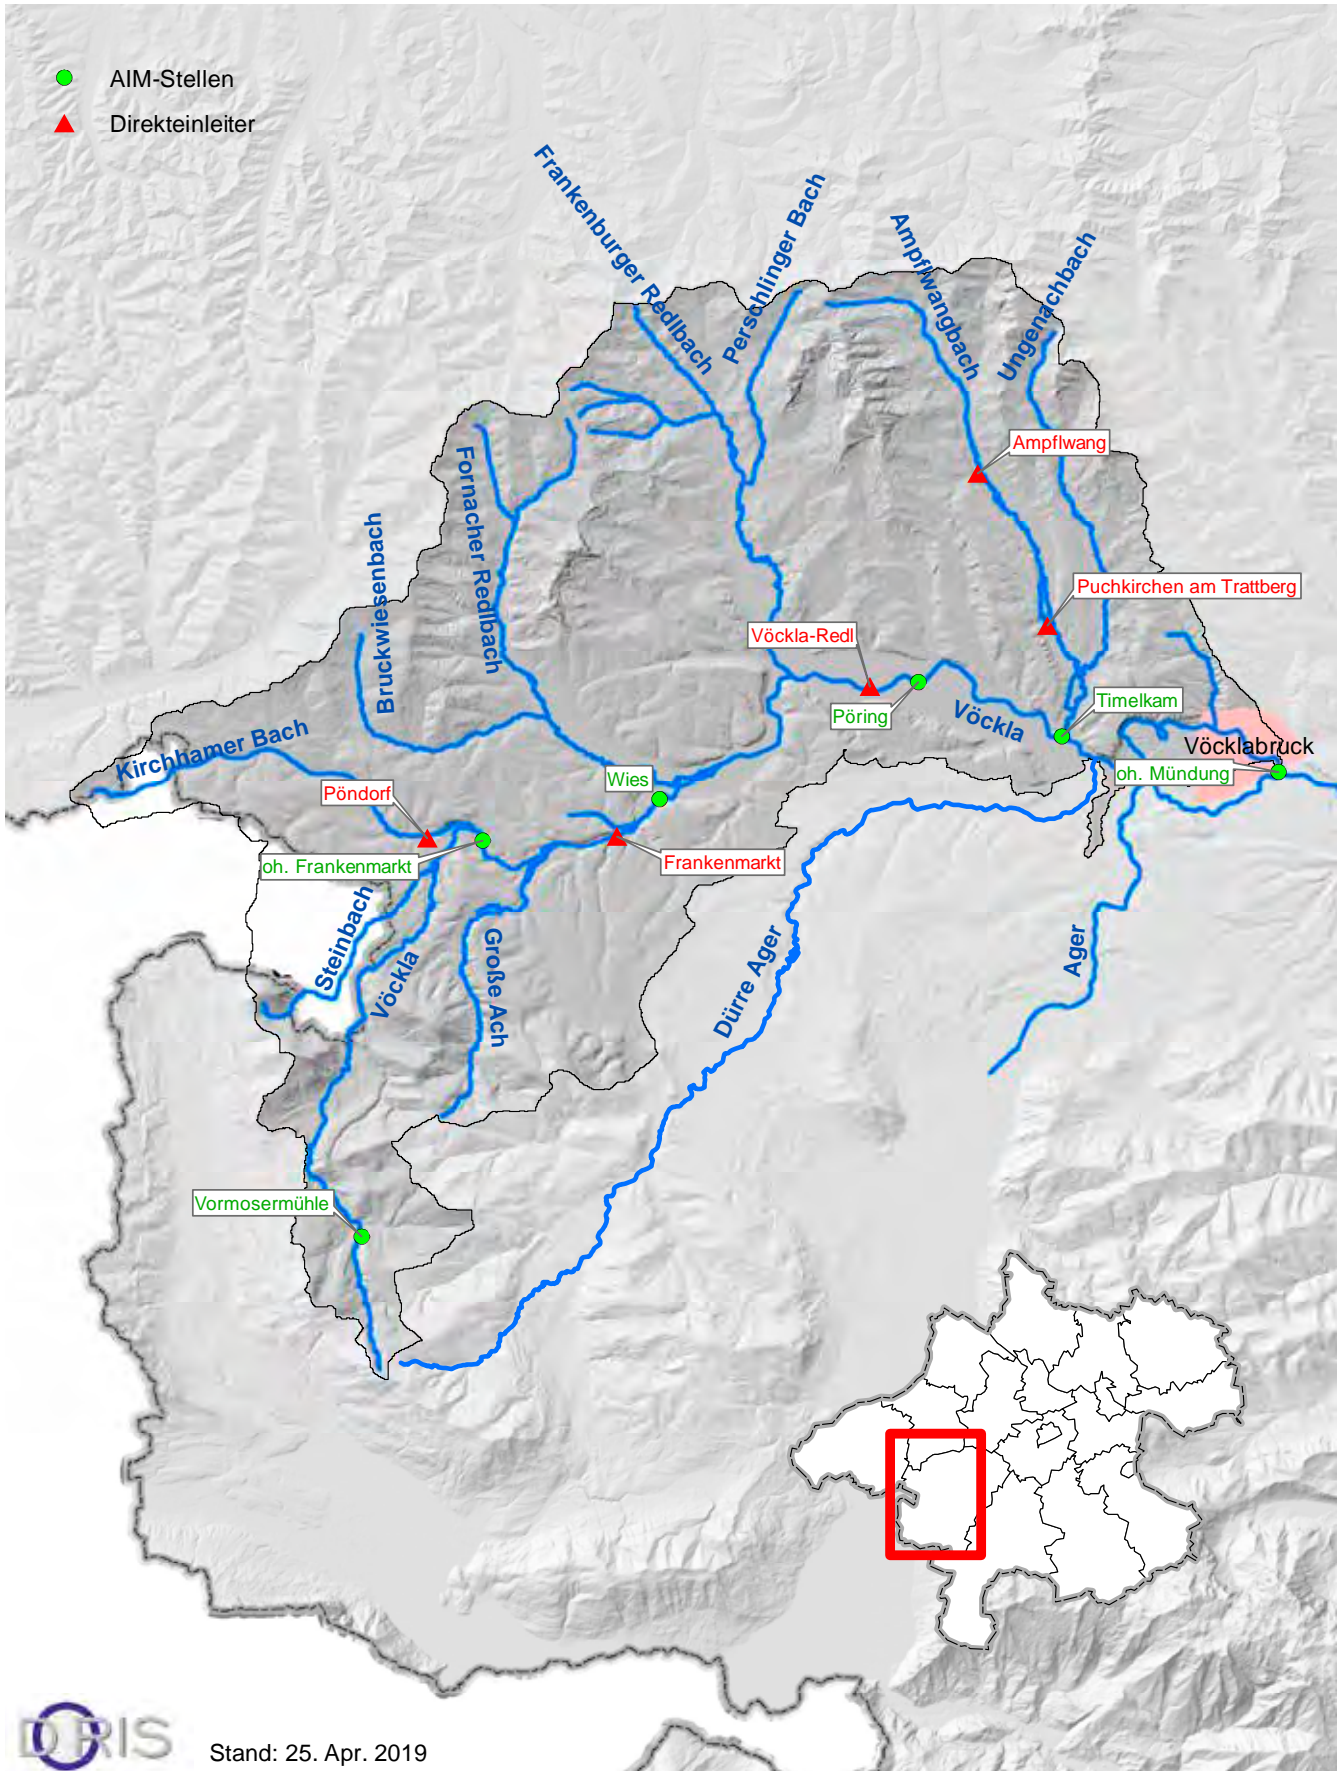 AIM-Stellen
Direkteinleiter
Frankenburger Redlbach
Perschlinger Bach
Ampflwangbach
Ungenachbach
Ampflwang
Fornacher Redlbach
Bruckwiesenbach
Puchkirchen am Trattberg
Vöckla-Redl
Pöring
Vöckla
Timelkam
Kirchhamer Bach
Vöcklabruck
oh. Mündung
Wies
Pöndorf
oh. Frankenmarkt
Frankenmarkt
Steinbach
Vöckla
Große Ach
Dürre Ager
Ager
Vormosermühle
DORIS
Stand: 25. Apr. 2019